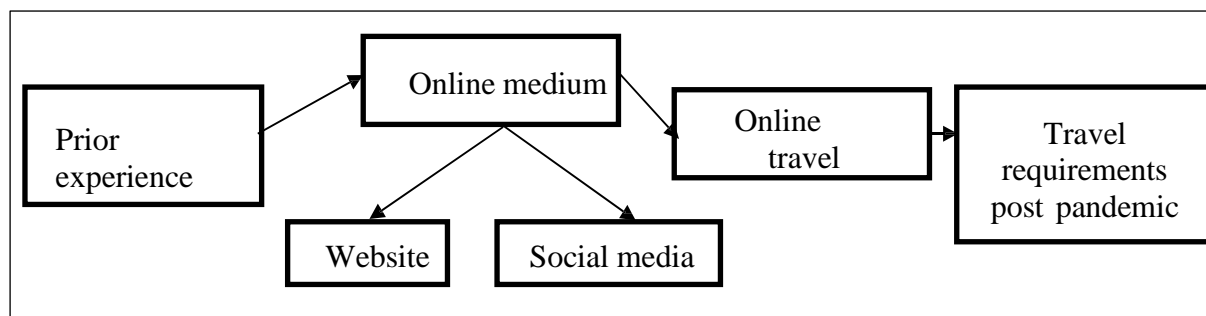 Prior
experience
Online medium
Website
Social media
Online
travel
Travel
requirements
post pandemic